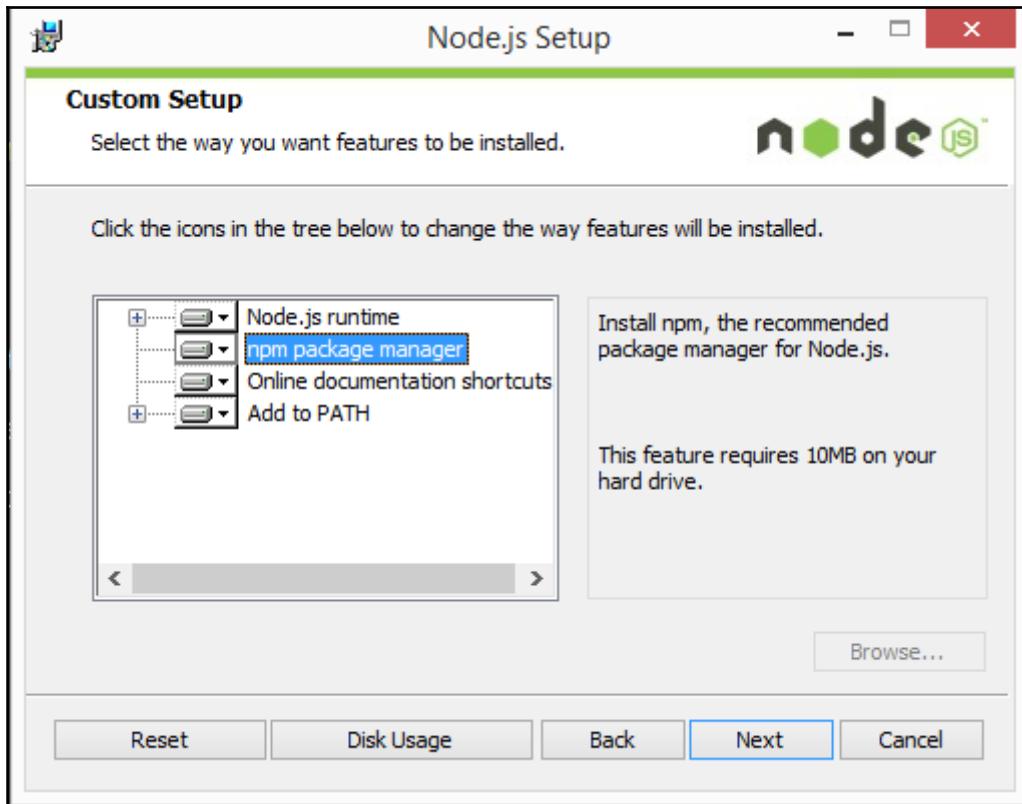 Node.js Setup
Custom Setup
Select the way you want features to be installed.
node JS™
Click the icons in the tree below to change the way features will be installed.
Node.js runtime
npm package manager
Online documentation shortcuts
Add to PATH
Install npm, the recommended
package manager for Node.js.
This feature requires 10MB on your
hard drive.
Browse...
Reset
Disk Usage
Back
Next
Cancel